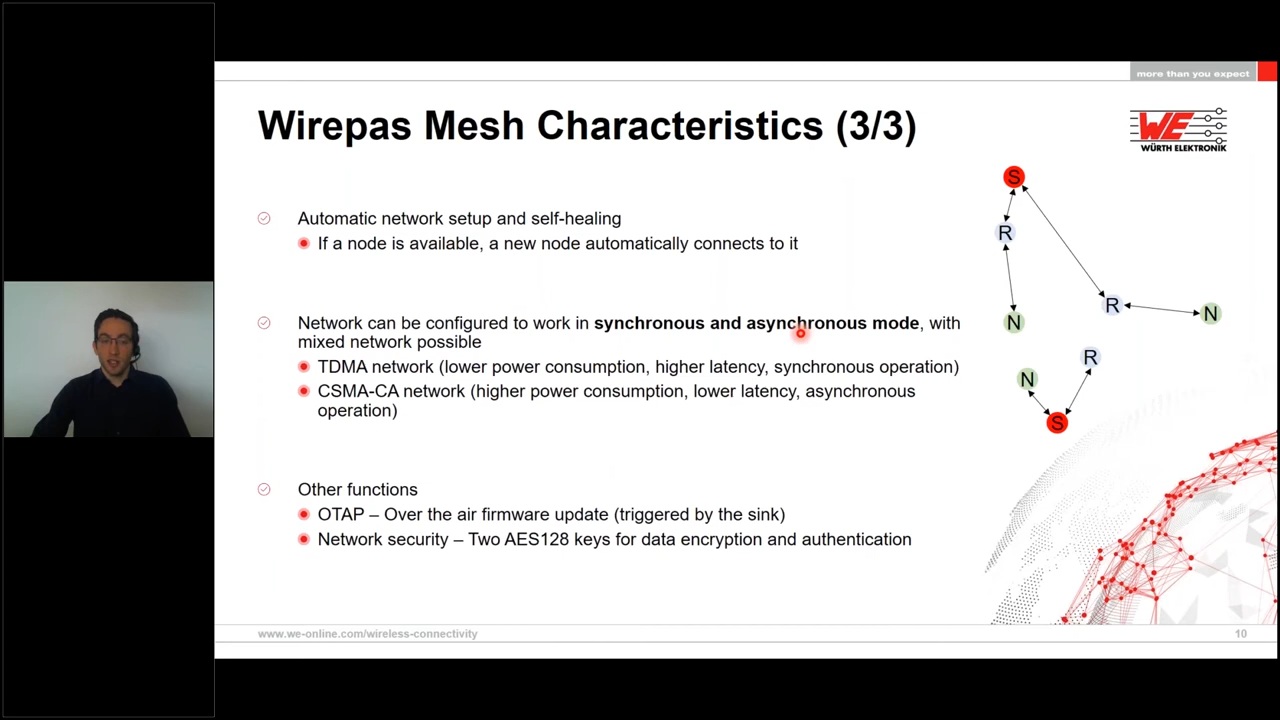 more than you expect
Wirepas Mesh Characteristics (3/3)
WE
WÜRTH ELEKTRONIK
S
Automatic network setup and self-healing
R
If a node is available, a new node automatically connects to it
R
N
Network can be configured to work in synchronous and asynchronous mode, with
N
mixed network possible
R
TDMA network (lower power consumption, higher latency, synchronous operation)
N
CSMA-CA network (higher power consumption, lower latency, asynchronous
operation)
S
Other functions
OTAP – Over the air firmware update (triggered by the sink)
Network security – Two AES128 keys for data encryption and authentication
www.we-online.com/wireless-connectivity
10